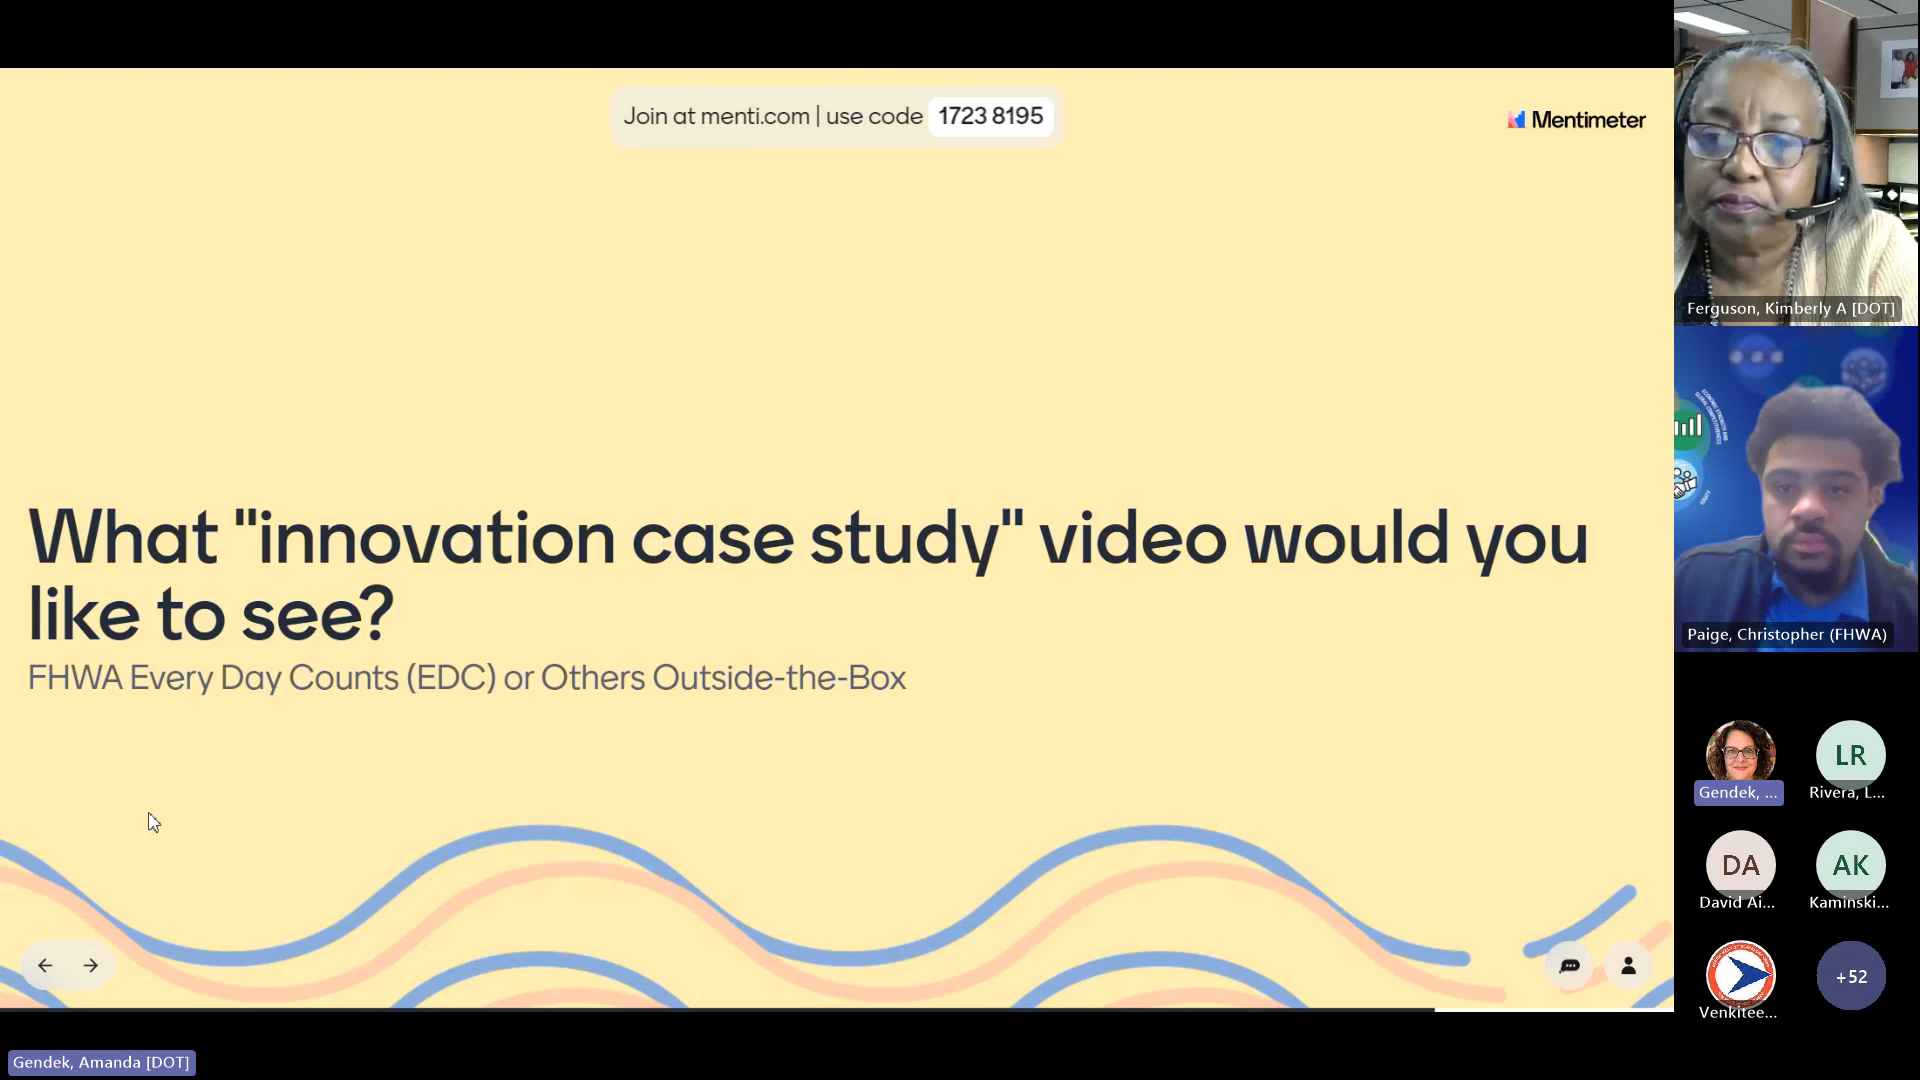 Join at menti.com | use code 1723 8195
Mentimeter
What "innovation case study" video would you
like to see?
FHWA Every Day Counts (EDC) or Others Outside-the-Box
Ferguson, Kimberly A [DOT]
Paige, Christopher (FHWA)
Gendek, ...
LR
Rivera, L...
DA
David Ai...
AK
Kaminski...
Venkitee...
+52
Gendek, Amanda [DOT]